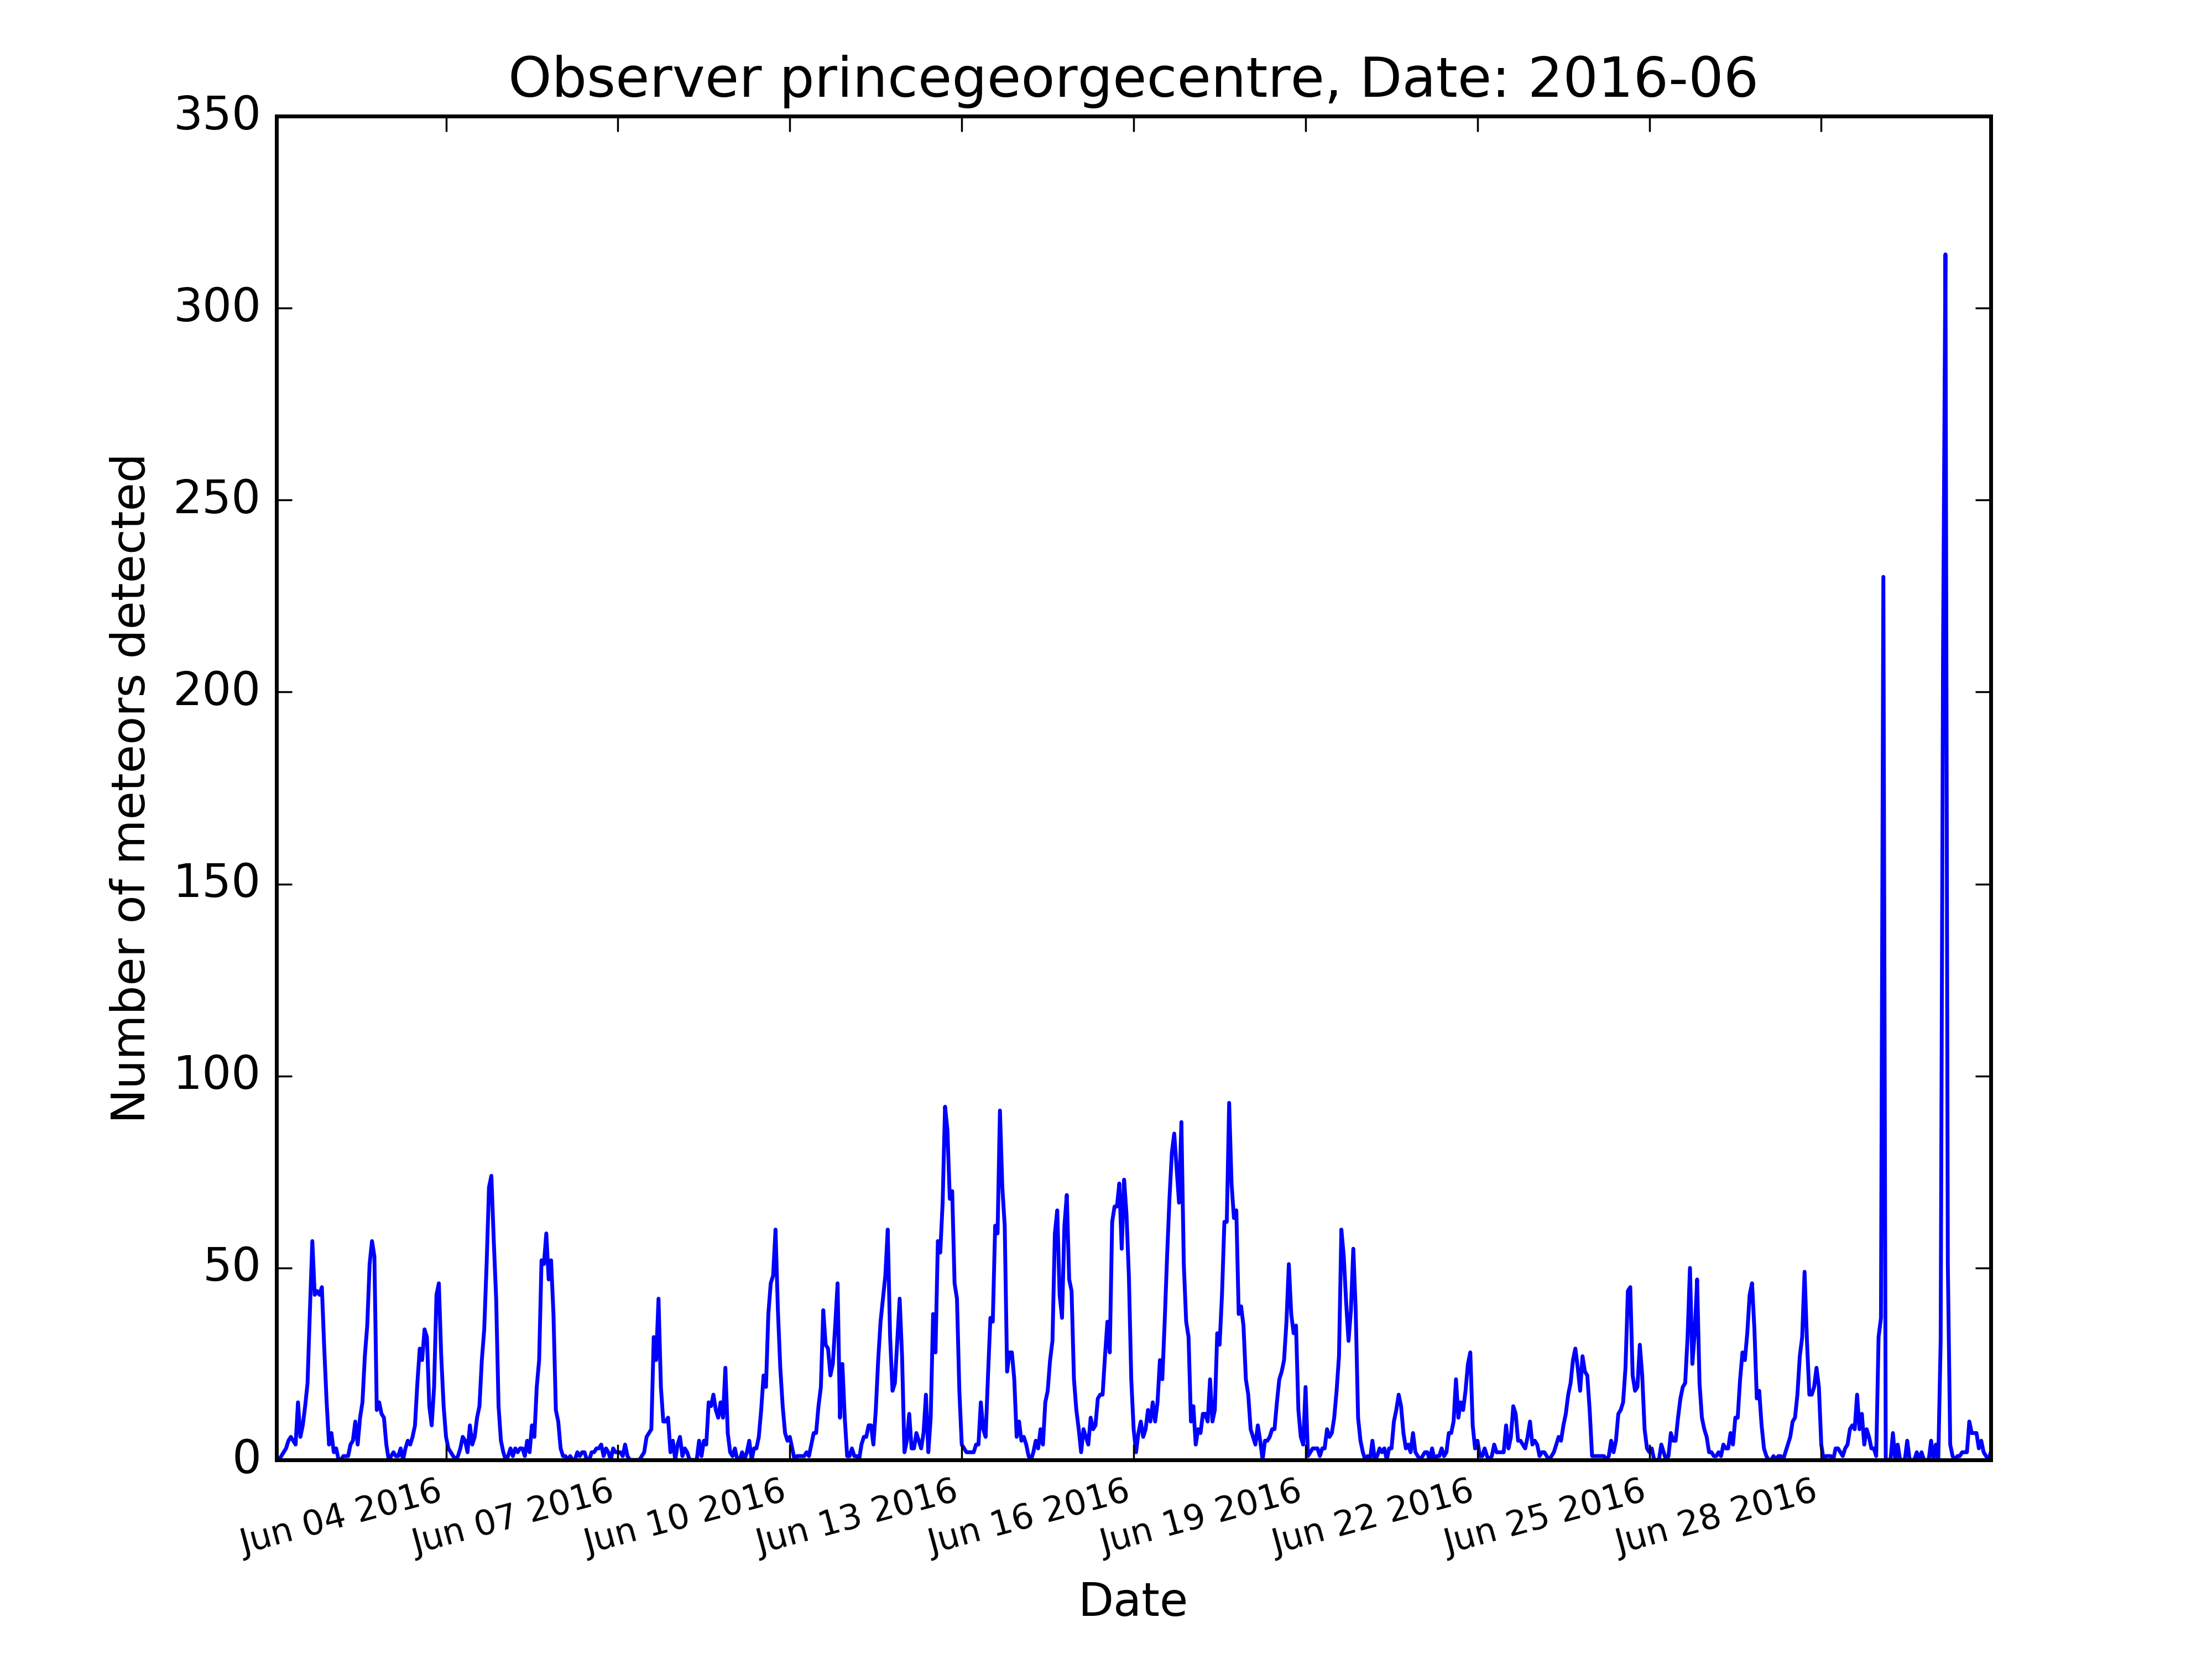 Observer princegeorgecentre, Date: 2016-06
350
300
250
200
150
100
50
0
Number of meteors detected
Jun 04 2016
Jun 07 2016
Jun 10 2016
Jun 13 2016
Jun 16 2016
Jun 19 2016
Jun 22 2016
Jun 25 2016
Jun 28 2016
Date